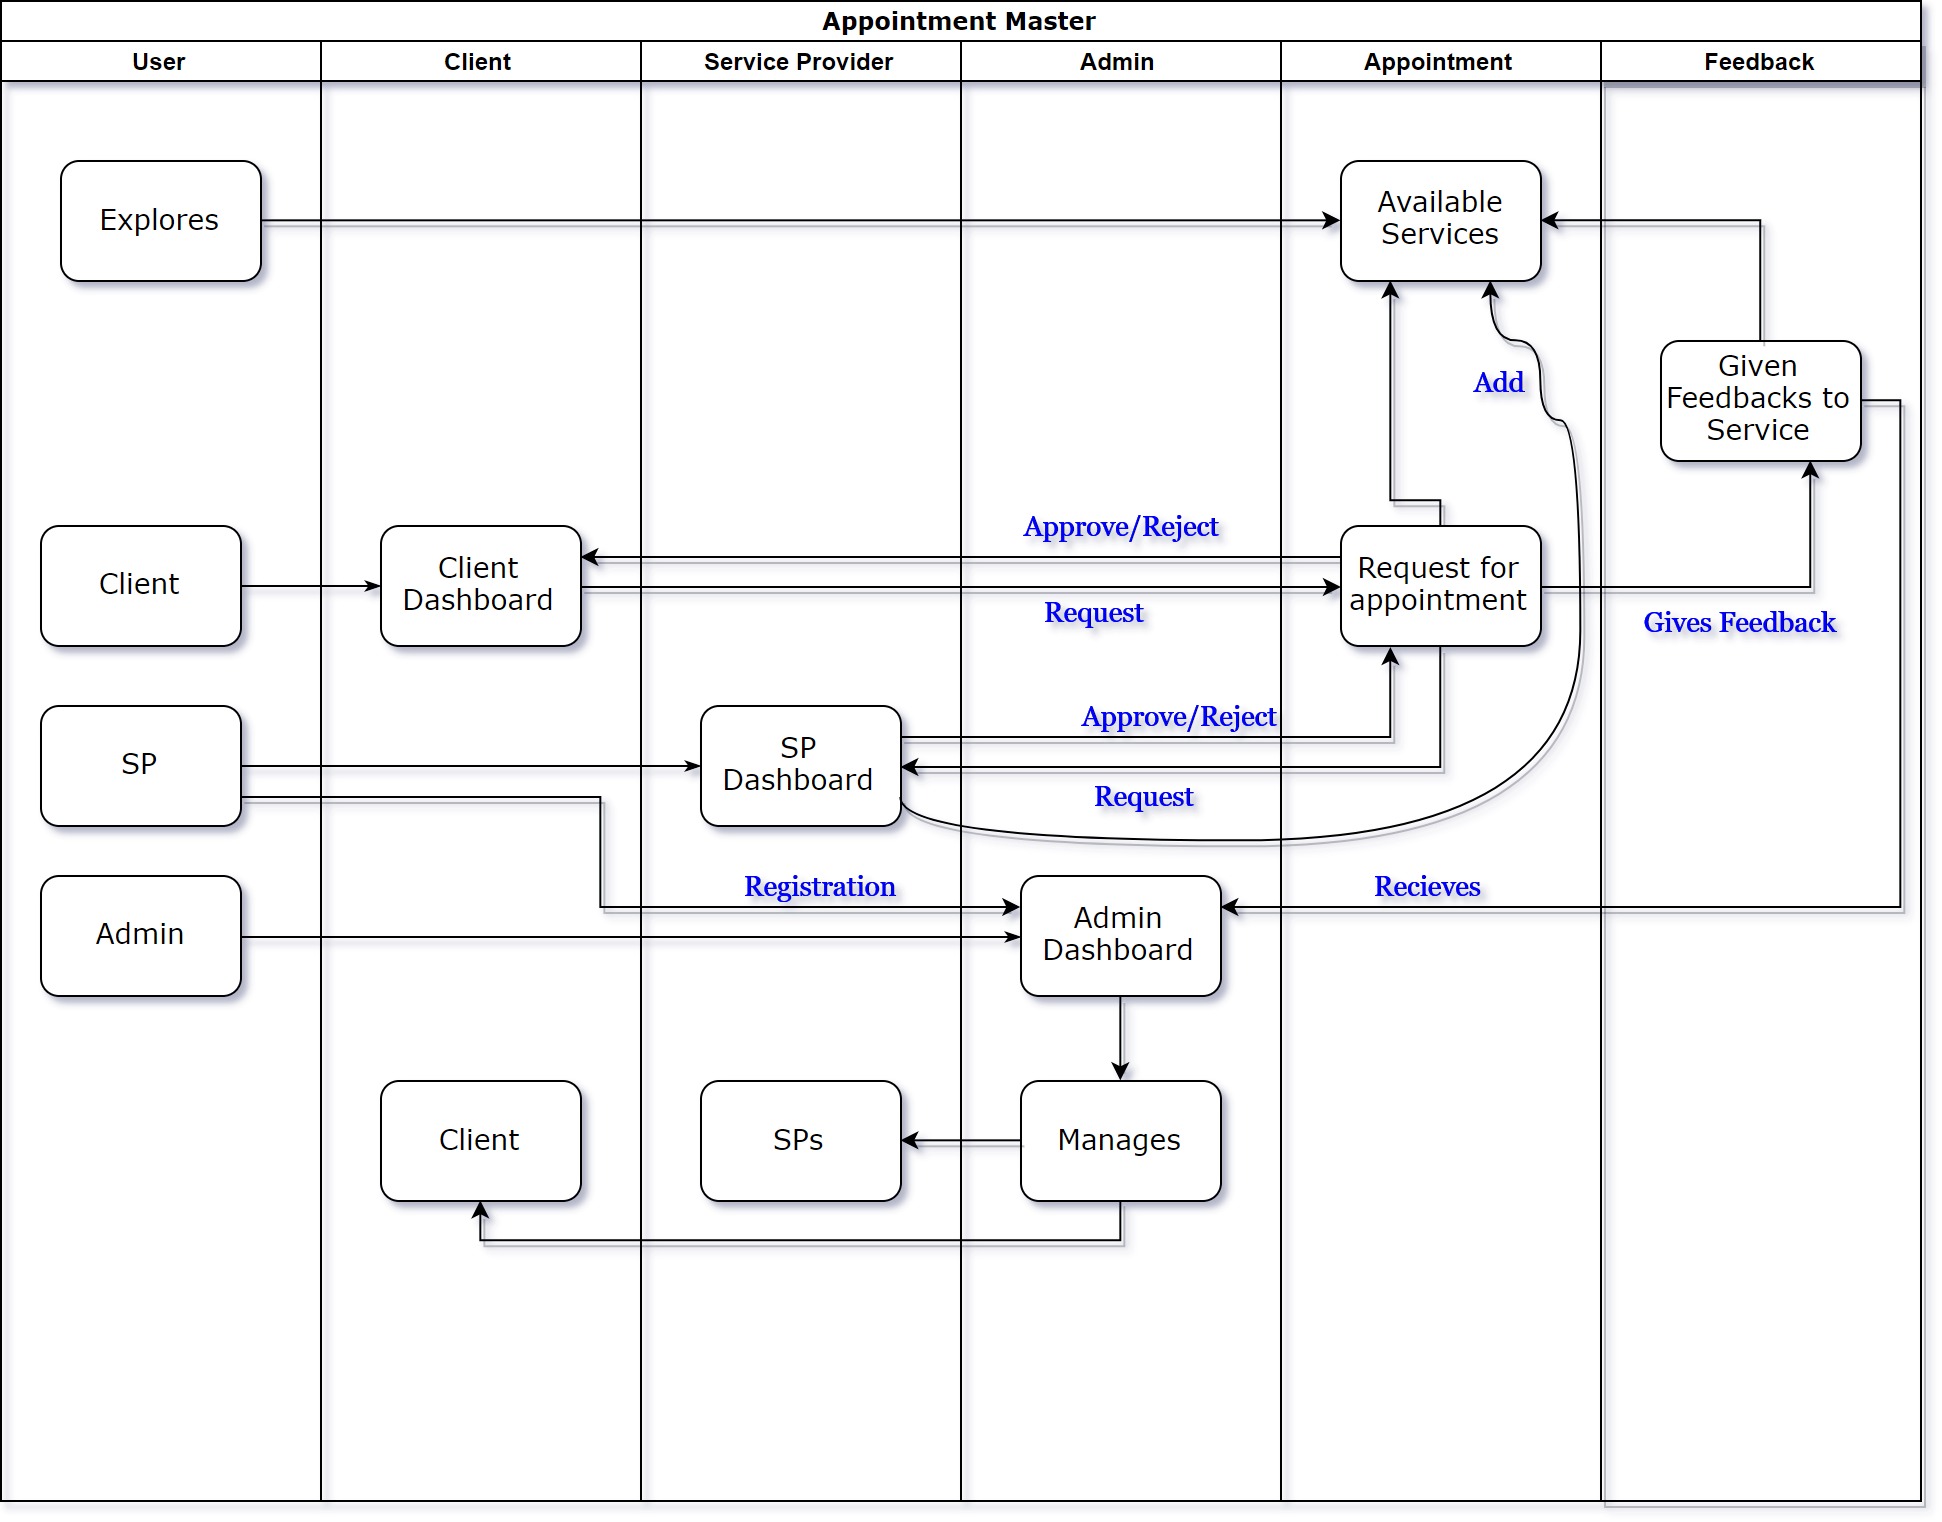 Appointment Master
User
Client
Service Provider
Admin
Appointment
Feedback
Explores
Available
Services
Add
Given
Feedbacks to
Service
Client
Client
Dashboard
Approve/Reject
Request
Request for
appointment
Gives Feedback
SP
SP
Dashboard
Approve/Reject
Request
Registration
Recieves
Admin
Admin
Dashboard
Client
SPs
Manages